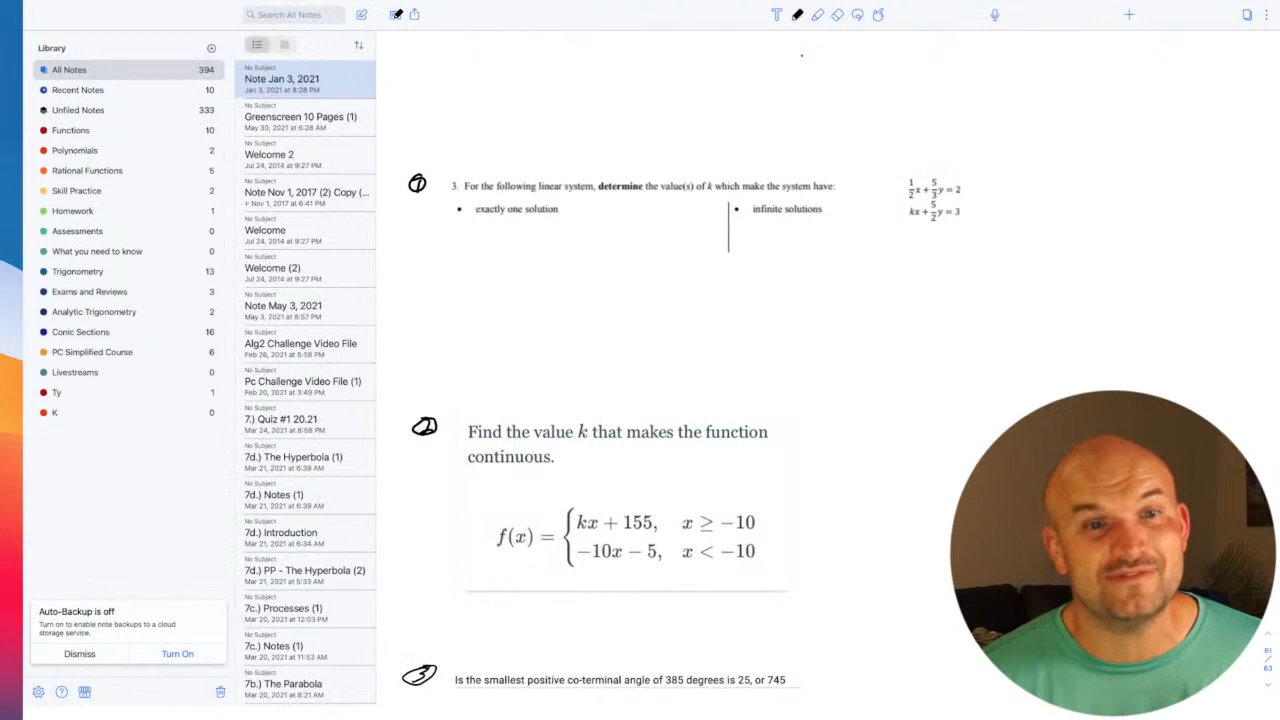 Search All Notes
Library
All Notes 394
Recent Notes 10
Unfiled Notes 333
Functions 10
Polynomials 2
Rational Functions 5
Skill Practice 2
Homework 1
Assessments 0
What you need to know 0
Trigonometry 13
Exams and Reviews 3
Analytic Trigonometry 2
Conic Sections 16
PC Simplified Course 6
Livestreams 0
Ty 1
K 0
Auto-Backup is off
Turn on to enable note backups to a cloud
storage service.
Dismiss Turn On
No Subject
Note Jan 3, 2021
Jan 3, 2021 at 8:28 PM
No Subject
Greenscreen 10 Pages (1)
May 30, 2021 at 6:28 AM
No Subject
Welcome 2
Jul 24, 2014 at 9:27 PM
No Subject
Note Nov 1, 2017 (2) Copy (...
+ Nov 1, 2017 at 6:41 PM
No Subject
Welcome
Jul 24, 2014 at 9:27 PM
No Subject
Welcome (2)
Jul 24, 2014 at 9:27 PM
No Subject
Note May 3, 2021
May 3, 2021 at 8:57 PM
No Subject
Alg2 Challenge Video File
Feb 26, 2021 at 5:58 PM
No Subject
Pc Challenge Video File (1)
Feb 20, 2021 at 3:49 PM
No Subject
7.) Quiz #1 20.21
Mar 24, 2021 at 8:58 PM
No Subject
7d.) The Hyperbola (1)
Mar 21, 2021 at 6:39 AM
No Subject
7d.) Notes (1)
Mar 21, 2021 at 6:39 AM
No Subject
7d.) Introduction
Mar 21, 2021 at 6:34 AM
No Subject
7d.) PP - The Hyperbola (2)
Mar 21, 2021 at 5:33 AM
No Subject
7c.) Processes (1)
Mar 20, 2021 at 12:03 PM
No Subject
7c.) Notes (1)
Mar 20, 2021 at 11:53 AM
No Subject
7b.) The Parabola
Mar 20, 2021 at 8:21 AM
1
3. For the following linear system, determine the value(s) of k which make the system have:
• exactly one solution
• infinite solutions
1/2 x + 5/3 y = 2
kx + 5/2 y = 3
2
Find the value k that makes the function
continuous.
f(x) = { kx + 155, x ≥ −10
−10x − 5, x < −10
3
Is the smallest positive co-terminal angle of 385 degrees is 25, or 745
61
/
63